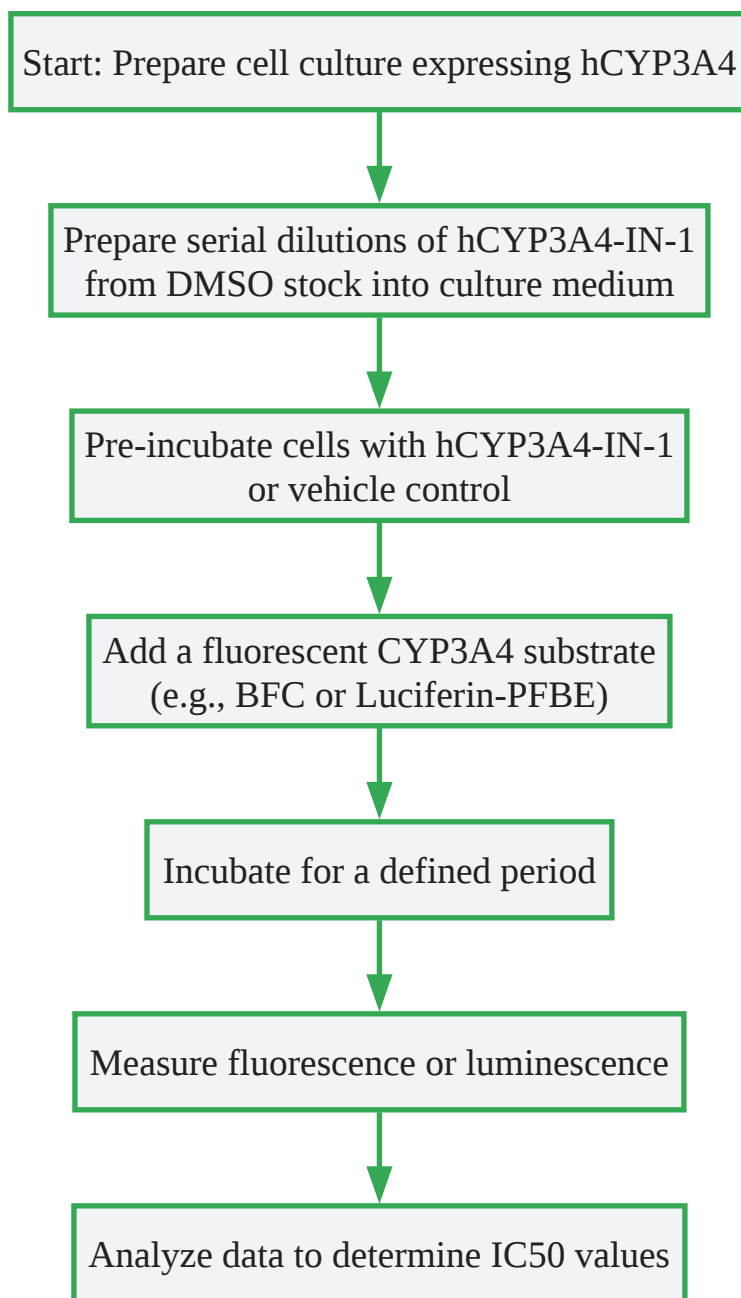 Start: Prepare cell culture expressing hCYP3A4
Prepare serial dilutions of hCYP3A4-IN-1
from DMSO stock into culture medium
Pre-incubate cells with hCYP3A4-IN-1
or vehicle control
Add a fluorescent CYP3A4 substrate
(e.g., BFC or Luciferin-PFBE)
Incubate for a defined period
Measure fluorescence or luminescence
Analyze data to determine IC50 values